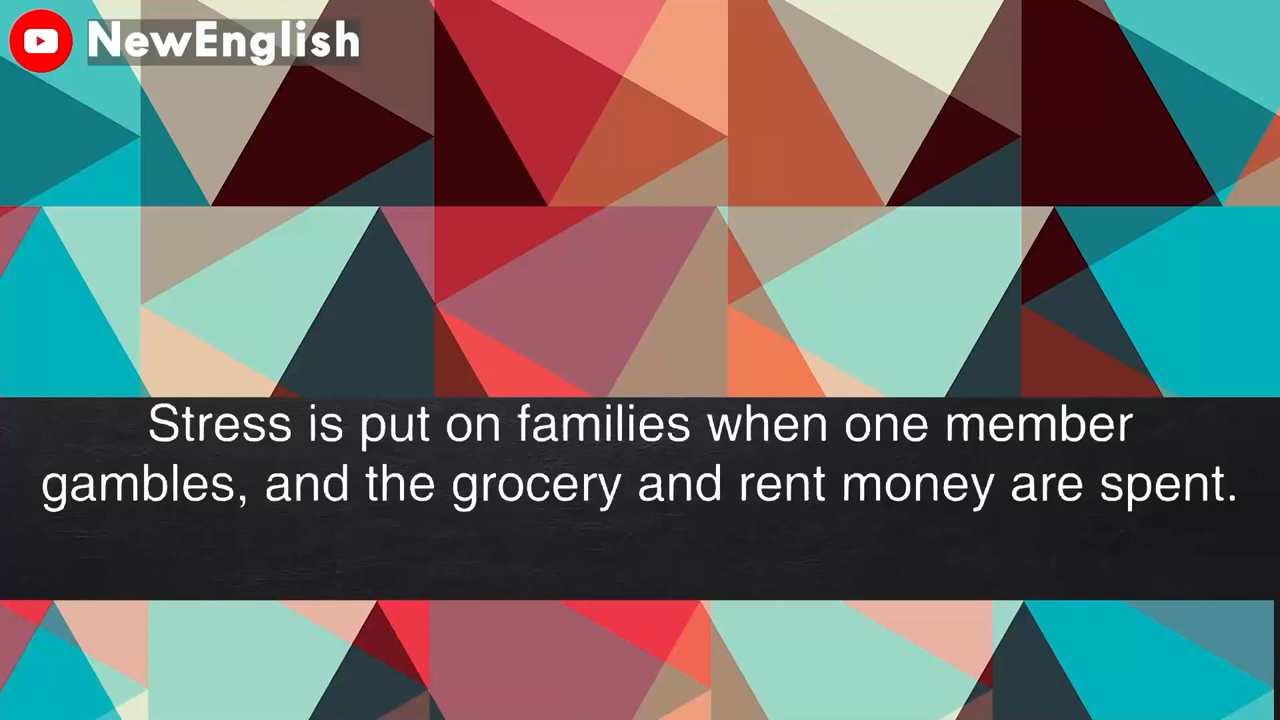 NewEnglish
Stress is put on families when one member
gambles, and the grocery and rent money are spent.